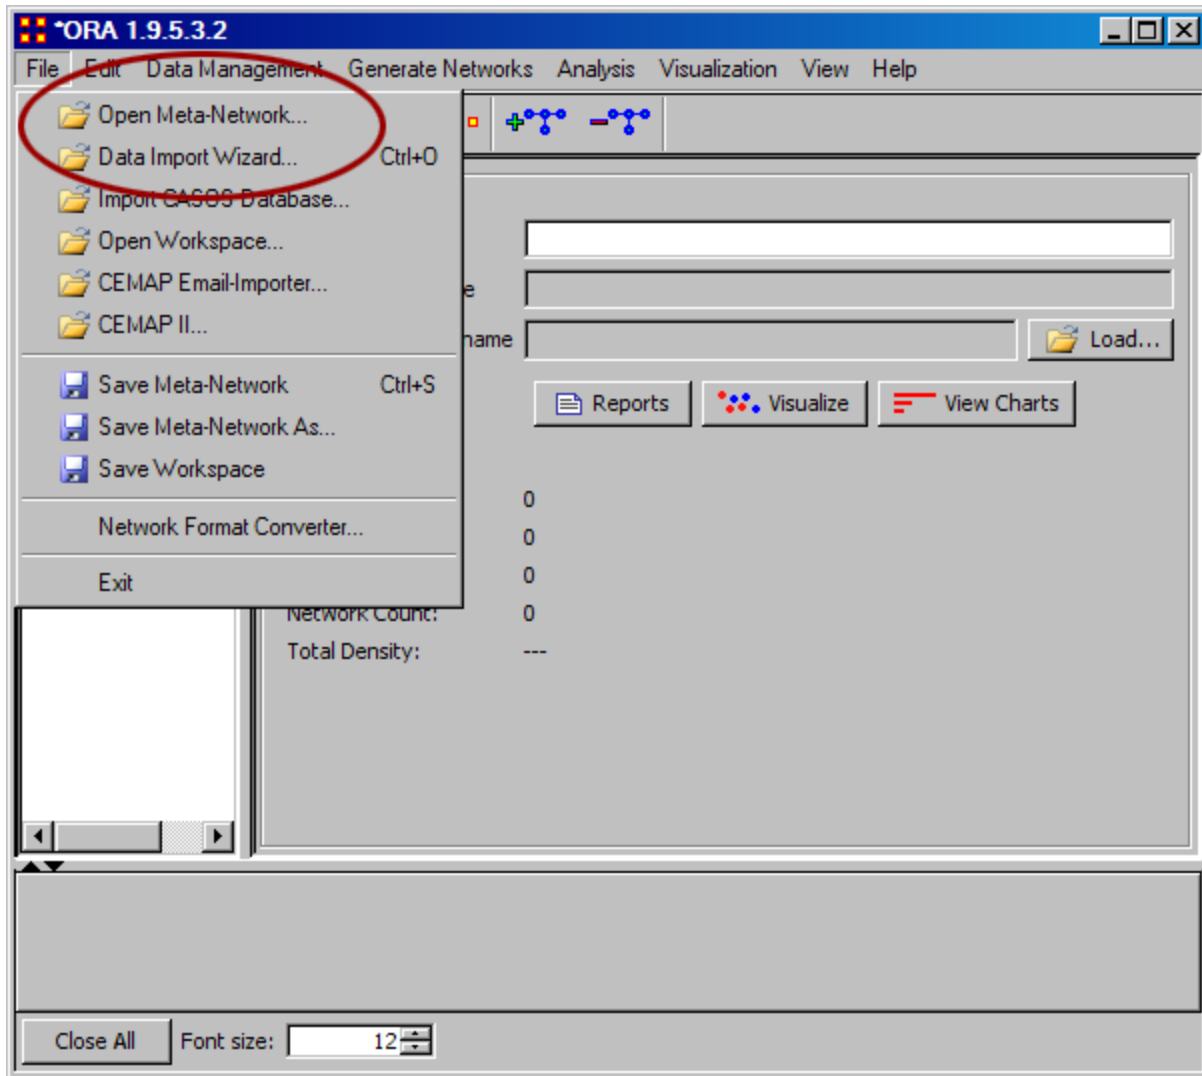 *ORA 1.9.5.3.2
File Edit Data Management Generate Networks Analysis Visualization View Help
Open Meta-Network...
Data Import Wizard... Ctrl+O
Import CASOS Database...
Open Workspace...
CEMAP Email-Importer...
CEMAP II...
name
Load...
Save Meta-Network Ctrl+S
Save Meta-Network As...
Save Workspace
Reports Visualize View Charts
Network Format Converter...
Exit
0
0
0
Network Count: 0
Total Density: ---
Close All Font size: 12